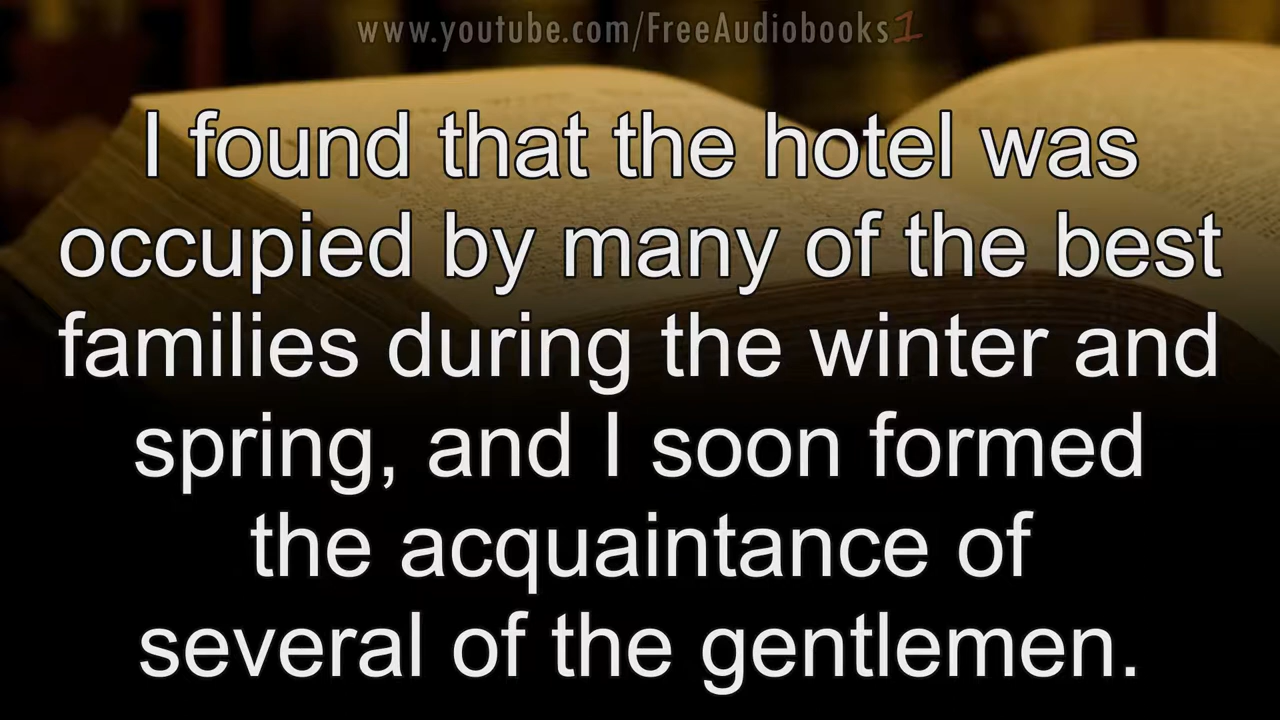 www.youtube.com/FreeAudiobooks1
I found that the hotel was
occupied by many of the best
families during the winter and
spring, and I soon formed
the acquaintance of
several of the gentlemen.